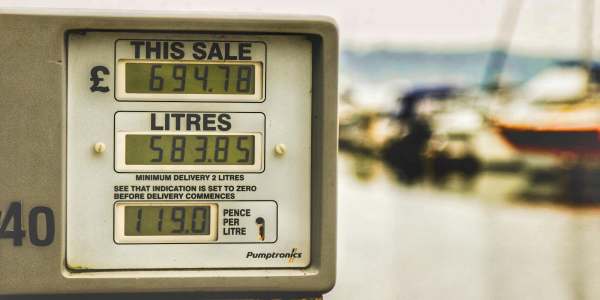 THIS SALE
£ 694.78
LITRES
583.85
MINIMUM DELIVERY 2 LITRES
SEE THAT INDICATION IS SET TO ZERO
BEFORE DELIVERY COMMENCES
119.0
PENCE
PER
LITRE
40
Pumptronics